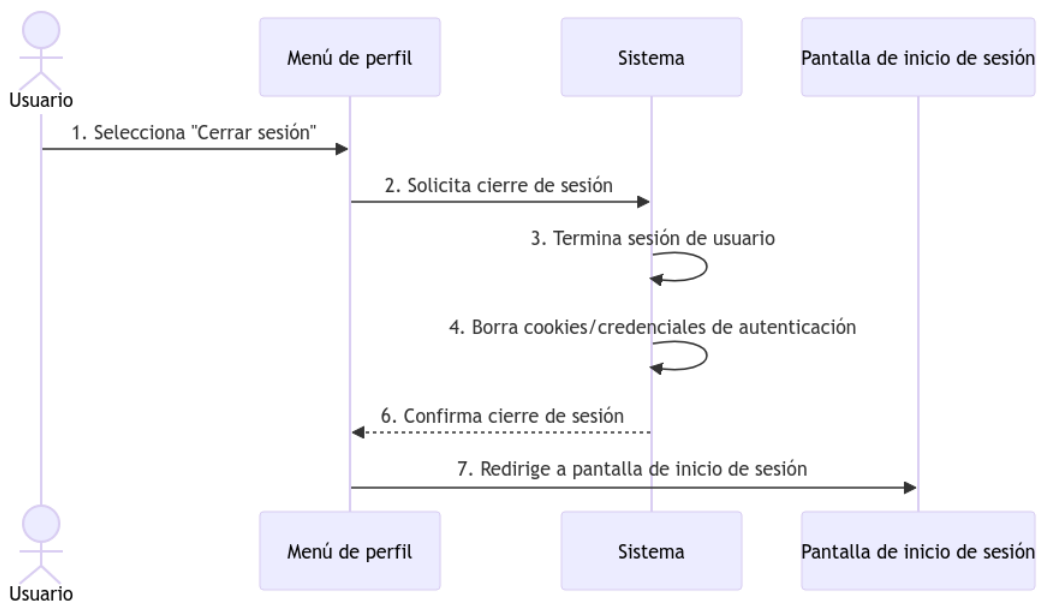 Usuario
Menú de perfil
Sistema
Pantalla de inicio de sesión
1. Selecciona "Cerrar sesión"
2. Solicita cierre de sesión
3. Termina sesión de usuario
4. Borra cookies/credenciales de autenticación
6. Confirma cierre de sesión
7. Redirige a pantalla de inicio de sesión
Usuario
Menú de perfil
Sistema
Pantalla de inicio de sesión